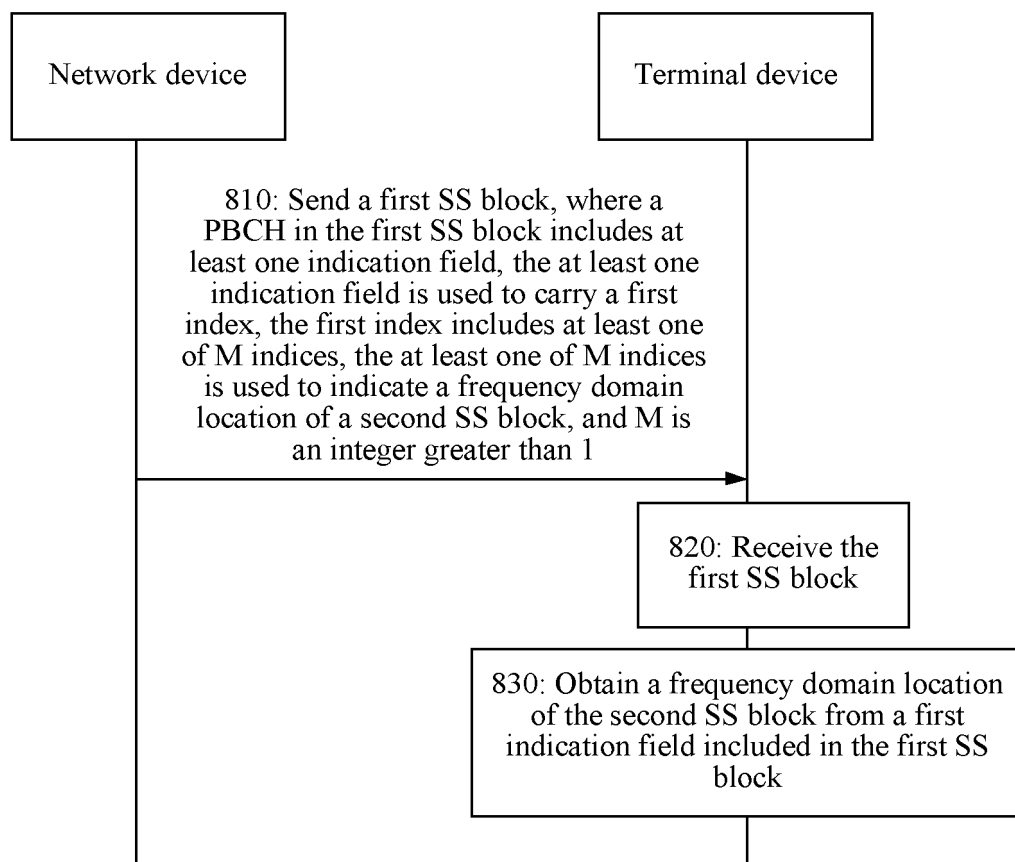 Network device
Terminal device
810: Send a first SS block, where a
PBCH in the first SS block includes at
least one indication field, the at least one
indication field is used to carry a first
index, the first index includes at least one
of M indices, the at least one of M indices
is used to indicate a frequency domain
location of a second SS block, and M is
an integer greater than 1
820: Receive the
first SS block
830: Obtain a frequency domain location
of the second SS block from a first
indication field included in the first SS
block